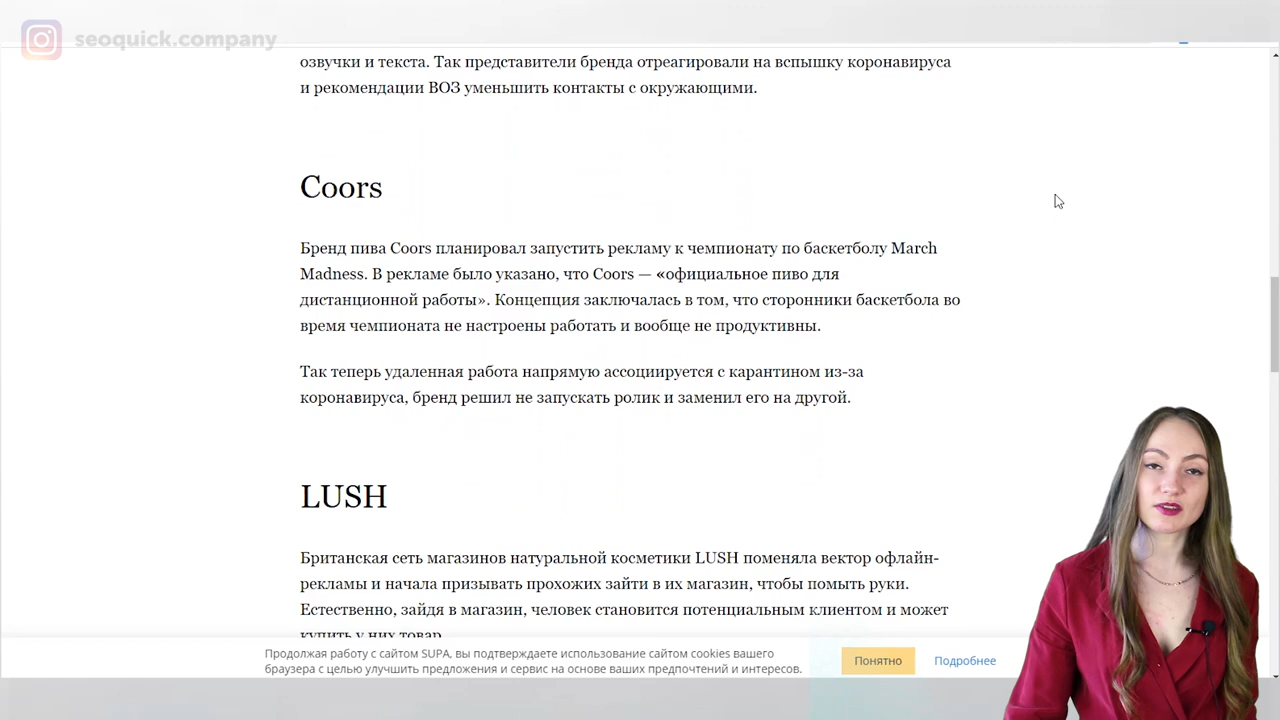 seoquick.company
озвучки и текста. Так представители бренда отреагировали на вспышку коронавируса
и рекомендации ВОЗ уменьшить контакты с окружающими.
Coors
Бренд пива Coors планировал запустить рекламу к чемпионату по баскетболу March
Madness. В рекламе было указано, что Coors — «официальное пиво для
дистанционной работы». Концепция заключалась в том, что сторонники баскетбола во
время чемпионата не настроены работать и вообще не продуктивны.
Так теперь удаленная работа напрямую ассоциируется с карантином из-за
коронавируса, бренд решил не запускать ролик и заменил его на другой.
LUSH
Британская сеть магазинов натуральной косметики LUSH поменяла вектор офлайн-
рекламы и начала призывать прохожих зайти в их магазин, чтобы помыть руки.
Естественно, зайдя в магазин, человек становится потенциальным клиентом и может
купить у них товар.
Продолжая работу с сайтом SUPA, вы подтверждаете использование сайтом cookies вашего
браузера с целью улучшить предложения и сервис на основе ваших предпочтений и интересов.
Понятно
Подробнее